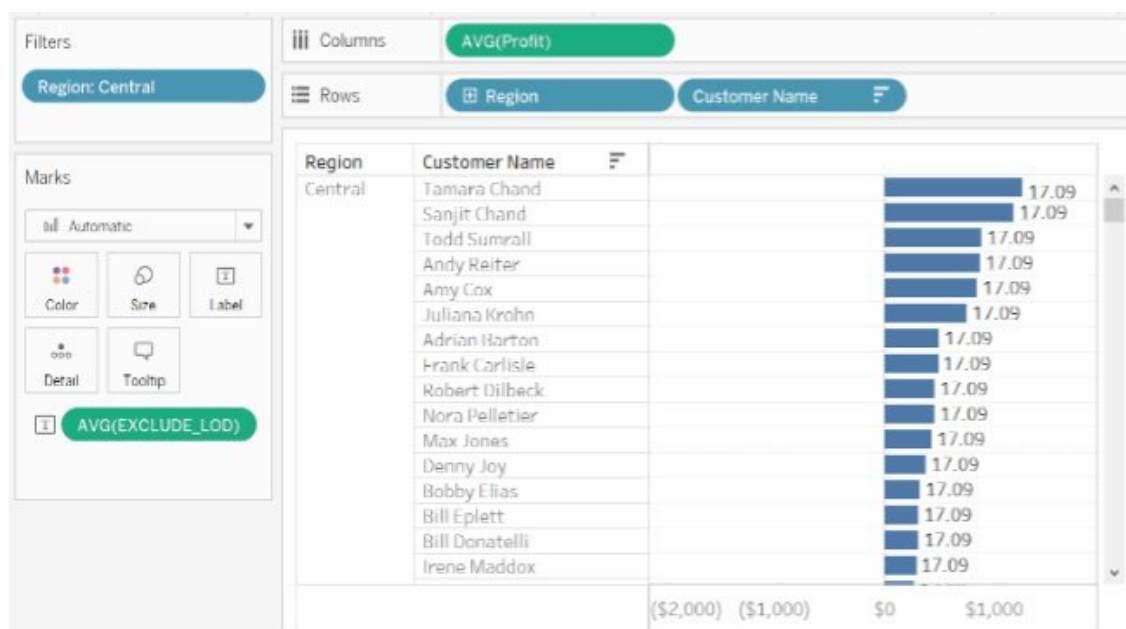 Filters
Region: Central
Columns
AVG(Profit)
Rows
Region
Customer Name
Marks
Automatic
Color
Size
Label
Detail
Tooltip
AVG(EXCLUDE_LOD)
Region Customer Name
Central Tamara Chand 17.09
Sanjit Chand 17.09
Todd Sumrall 17.09
Andy Reiter 17.09
Amy Cox 17.09
Juliana Krohn 17.09
Adrian Barton 17.09
Frank Carlisle 17.09
Robert Dilbeck 17.09
Nora Pelletier 17.09
Max Jones 17.09
Denny Joy 17.09
Bobby Elias 17.09
Bill Eplett 17.09
Bill Donatelli 17.09
Irene Maddox 17.09
($2,000) ($1,000) $0 $1,000